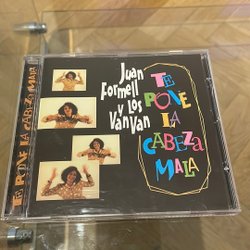 TE PONE LA CABEZA MALA
Juan
Formell
y Los
Van Van
TE
PONE
LA
CABEZA
MALA